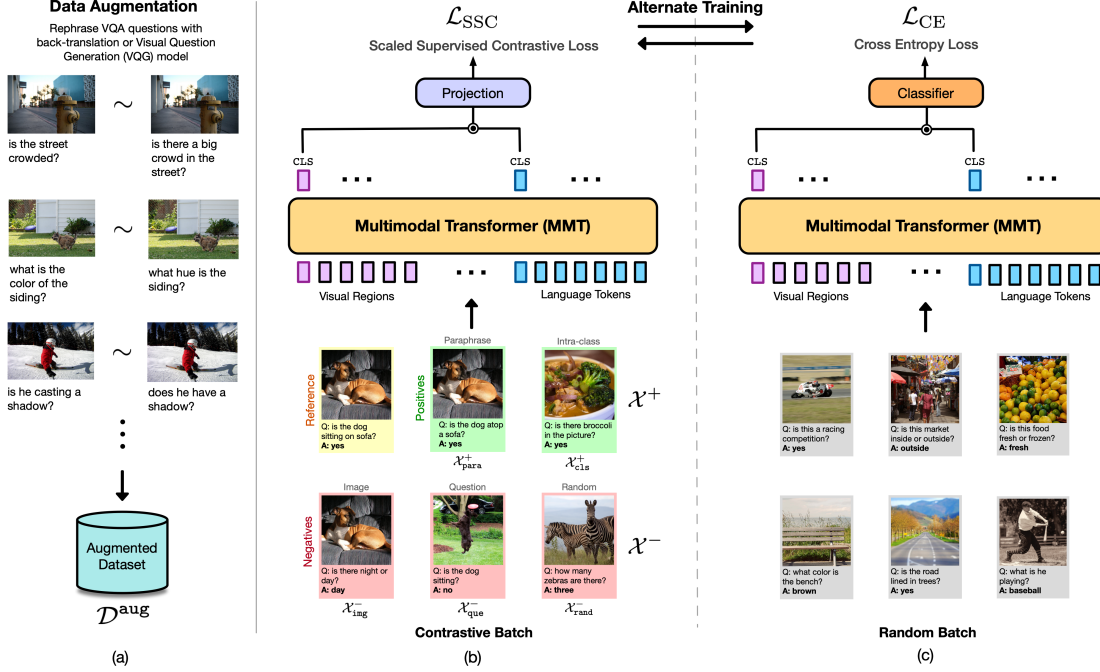 Data Augmentation
Rephrase VQA questions with
back-translation or Visual Question
Generation (VQG) model
∼
is the street
crowded?
is there a big
crowd in the
street?
∼
what is the
color of the
siding?
what hue is the
siding?
∼
is he casting a
shadow?
does he have a
shadow?
Augmented
Dataset
𝒟^aug
(a)
ℒ_SSC
Scaled Supervised Contrastive Loss
Projection
CLS
CLS
Multimodal Transformer (MMT)
Visual Regions
Language Tokens
Reference
Q: is the dog
sitting on sofa?
A: yes
Positives
Paraphrase
Q: is the dog atop
a sofa?
A: yes
𝒳⁺_para
Intra-class
Q: is there broccoli
in the picture?
A: yes
𝒳⁺_cls
𝒳⁺
Negatives
Image
Q: is there night or
day?
A: day
𝒳⁻_img
Question
Q: is the dog
sitting?
A: no
𝒳⁻_que
Random
Q: how many
zebras are there?
A: three
𝒳⁻_rand
𝒳⁻
Contrastive Batch
(b)
Alternate Training
ℒ_CE
Cross Entropy Loss
Classifier
CLS
CLS
Multimodal Transformer (MMT)
Visual Regions
Language Tokens
Q: is this a racing
competition?
A: yes
Q: is this market
inside or outside?
A: outside
Q: is this food
fresh or frozen?
A: fresh
Q: what color is
the bench?
A: brown
Q: is the road
lined in trees?
A: yes
Q: what is he
playing?
A: baseball
Random Batch
(c)